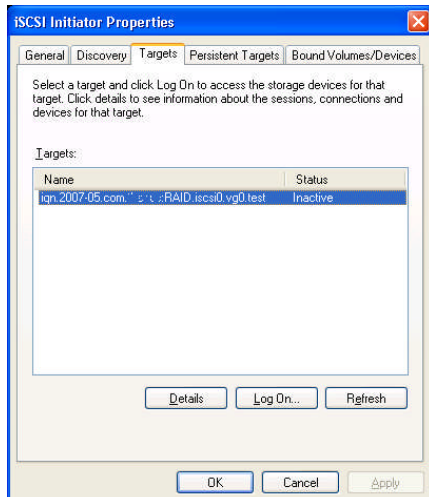 iSCSI Initiator Properties
General Discovery Targets Persistent Targets Bound Volumes/Devices
Select a target and click Log On to access the storage devices for that
target. Click details to see information about the sessions, connections and
devices for that target.
Targets:
Name Status
:RAID.iscsi0.vg0.test Inactive
Details Log On... Refresh
OK Cancel Apply